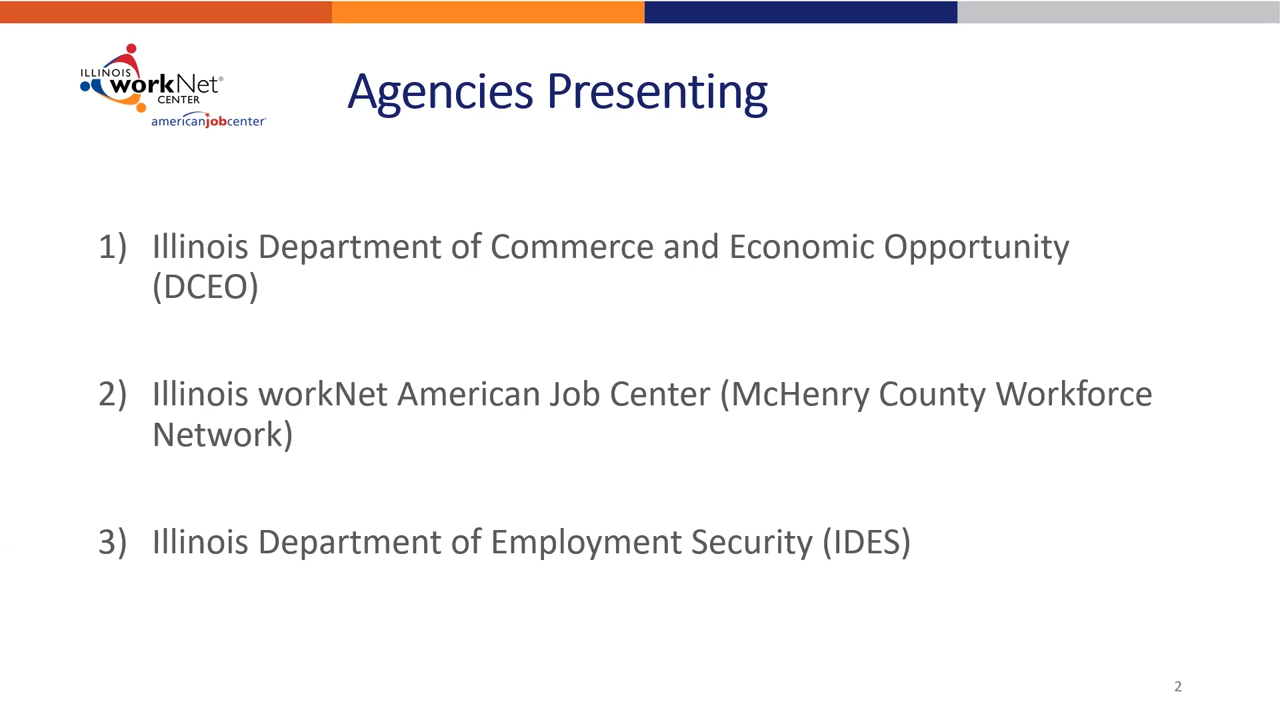 ILLINOIS
workNet®
CENTER
americanjobcenter
Agencies Presenting
1) Illinois Department of Commerce and Economic Opportunity
(DCEO)
2) Illinois workNet American Job Center (McHenry County Workforce
Network)
3) Illinois Department of Employment Security (IDES)
2